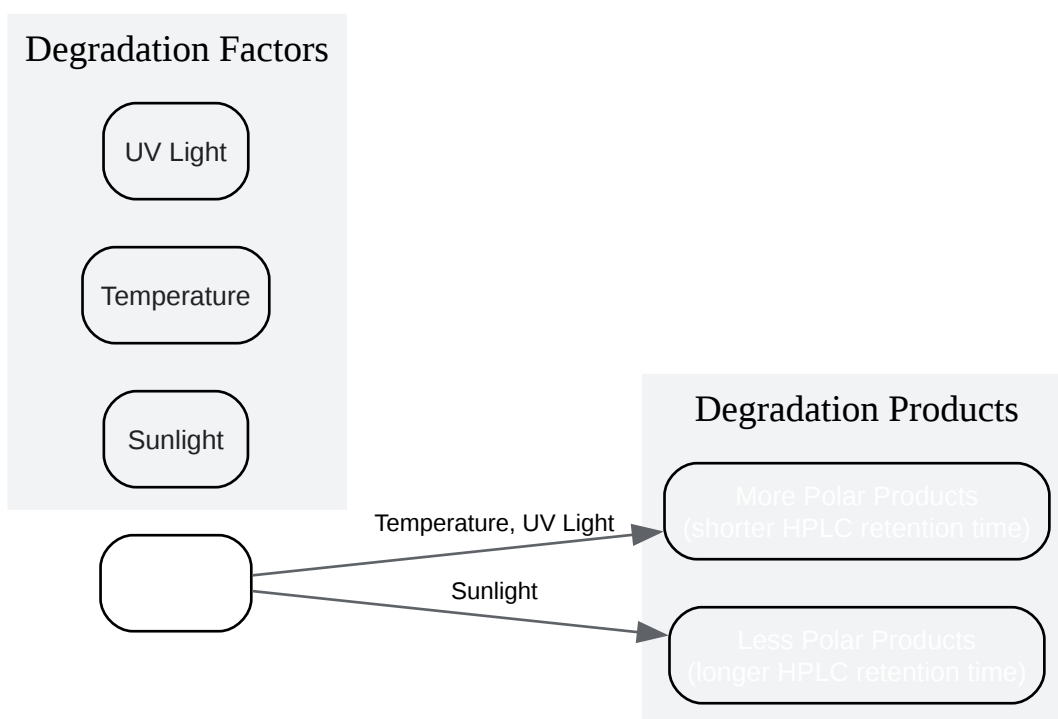 Degradation Factors
UV Light
Temperature
Sunlight
Degradation Products
More Polar Products
(shorter HPLC retention time)
Temperature, UV Light
Sunlight
Less Polar Products
(longer HPLC retention time)